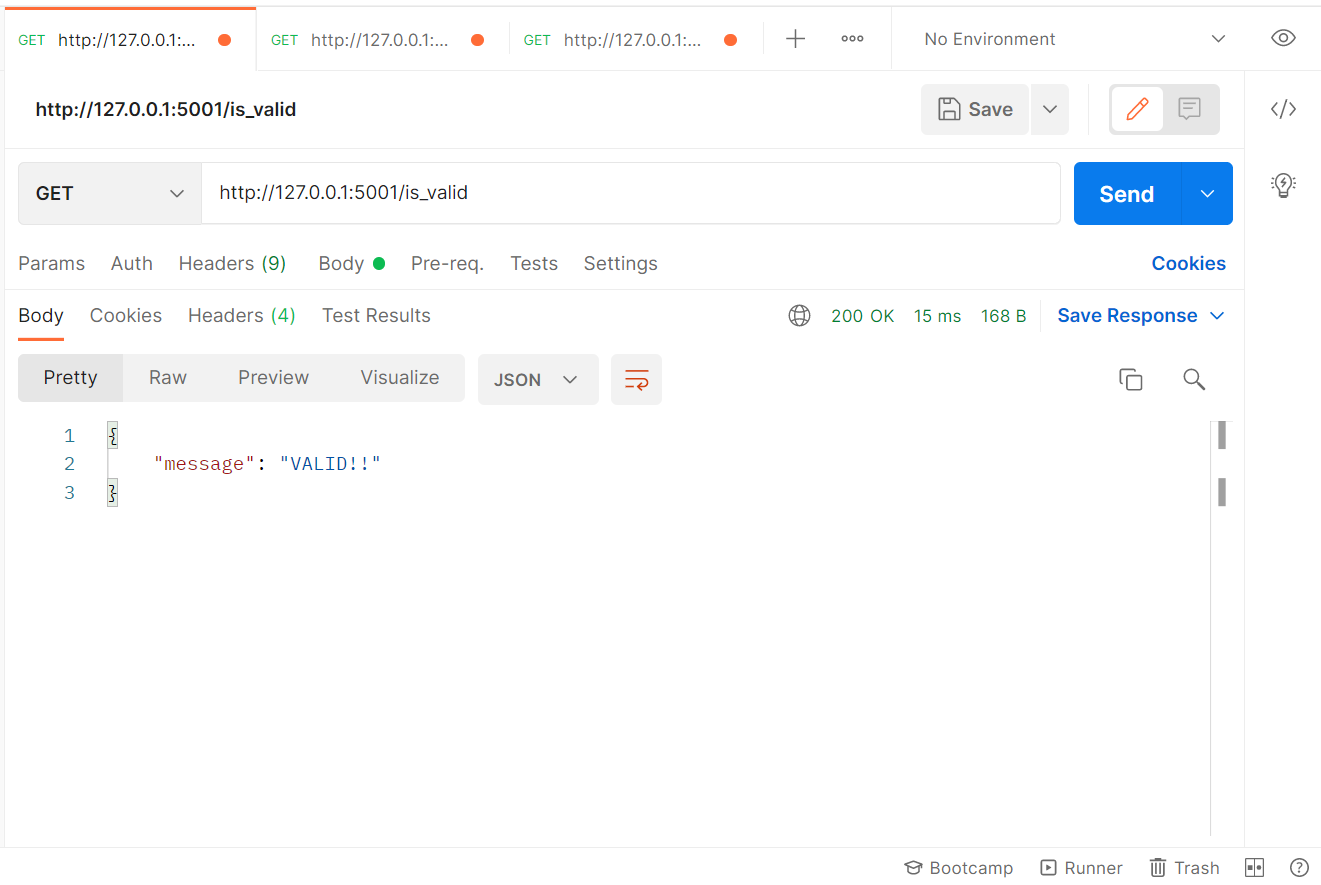 GET http://127.0.0.1:... GET http://127.0.0.1:... GET http://127.0.0.1:... No Environment
http://127.0.0.1:5001/is_valid Save
GET http://127.0.0.1:5001/is_valid Send
Params Auth Headers (9) Body Pre-req. Tests Settings Cookies
Body Cookies Headers (4) Test Results 200 OK 15 ms 168 B Save Response
Pretty Raw Preview Visualize JSON
1 {
2 "message": "VALID!!"
3 }
Bootcamp Runner Trash